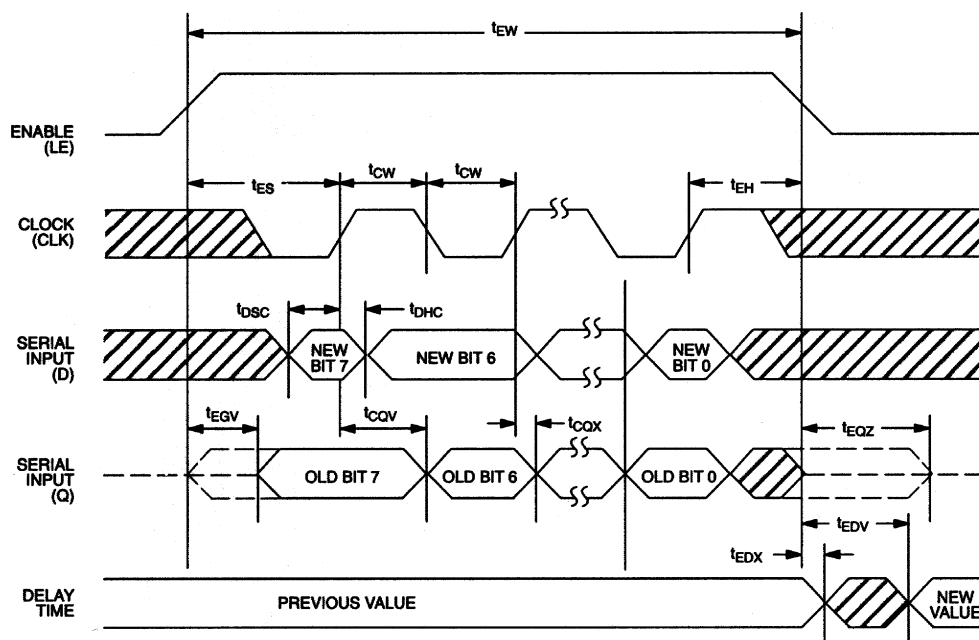 tEW
ENABLE
(LE)
tES
tCW
tCW
tEH
CLOCK
(CLK)
tDSC
tDHC
SERIAL
INPUT
(D)
NEW
BIT 7
NEW BIT 6
NEW
BIT 0
tEGV
tCQV
tCQX
tEQZ
SERIAL
INPUT
(Q)
OLD BIT 7
OLD BIT 6
OLD BIT 0
tEDV
tEDX
DELAY
TIME
PREVIOUS VALUE
NEW
VALUE